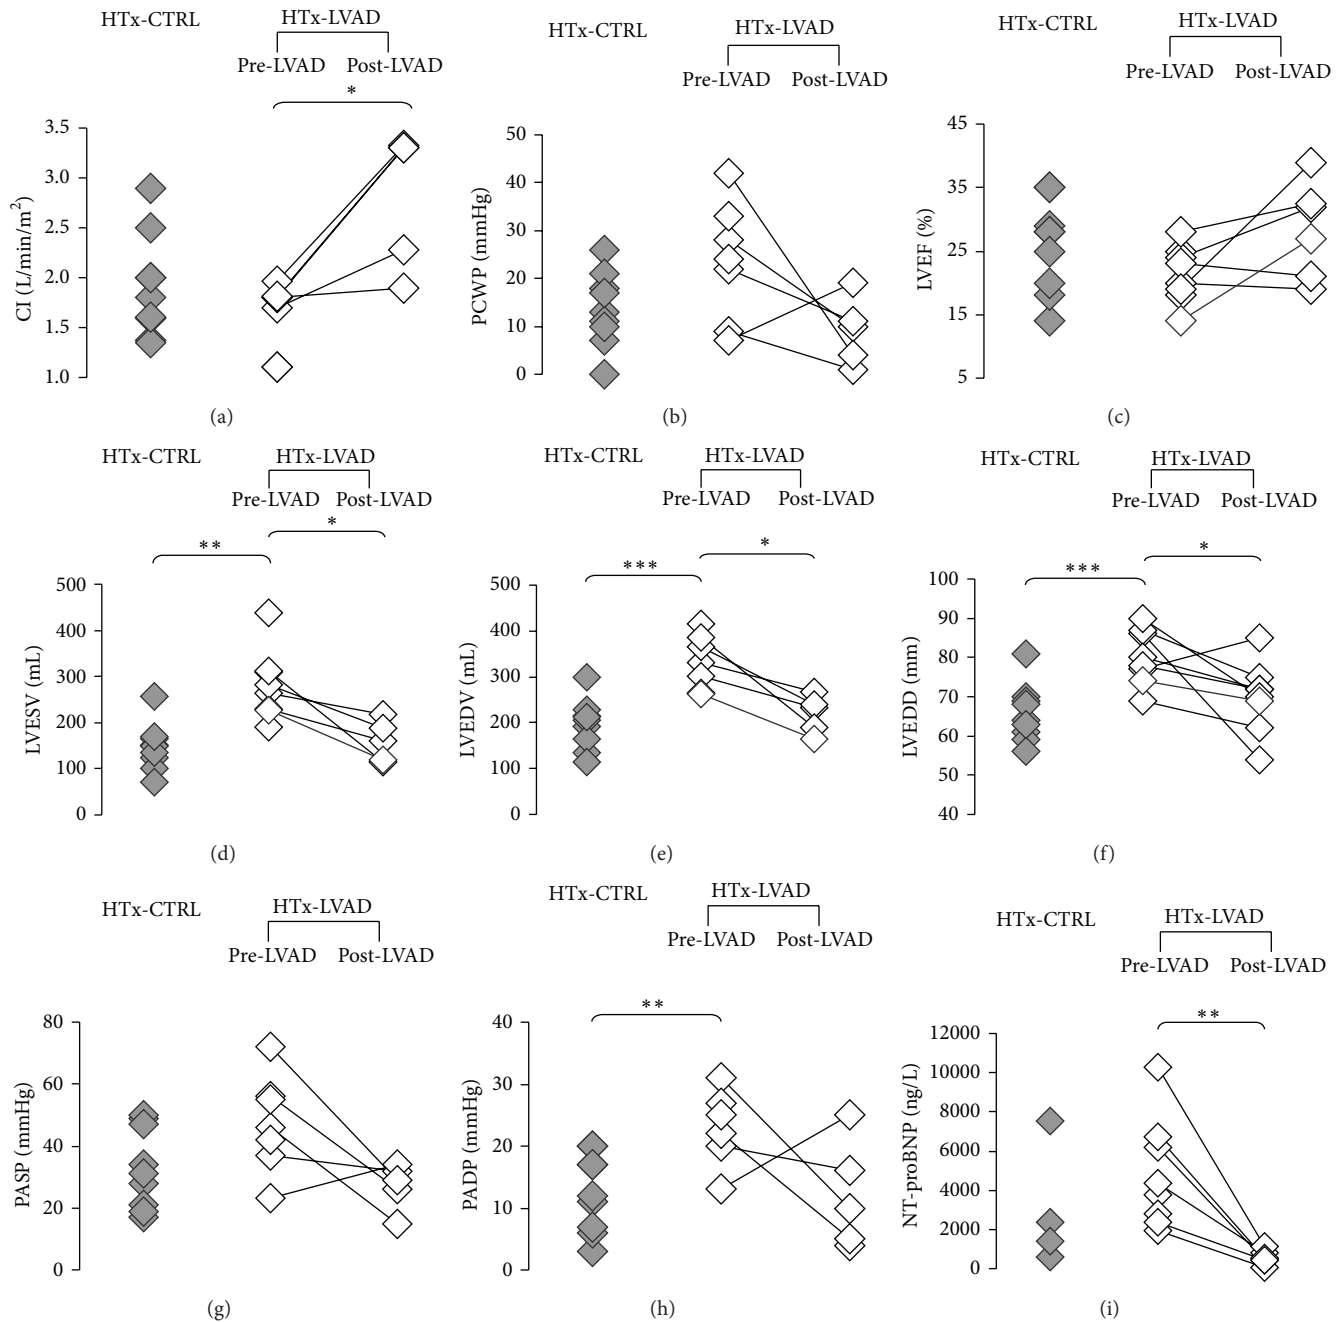 HTx-CTRL
HTx-LVAD
Pre-LVAD Post-LVAD
*
CI (L/min/m²)
3.5
3.0
2.5
2.0
1.5
1.0
(a)
HTx-CTRL
HTx-LVAD
Pre-LVAD Post-LVAD
PCWP (mmHg)
50
40
30
20
10
0
(b)
HTx-CTRL
HTx-LVAD
Pre-LVAD Post-LVAD
LVEF (%)
45
35
25
15
5
(c)
HTx-CTRL
HTx-LVAD
Pre-LVAD Post-LVAD
**
*
LVESV (mL)
500
400
300
200
100
0
(d)
HTx-CTRL
HTx-LVAD
Pre-LVAD Post-LVAD
***
*
LVEDV (mL)
500
400
300
200
100
0
(e)
HTx-CTRL
HTx-LVAD
Pre-LVAD Post-LVAD
***
*
LVEDD (mm)
100
90
80
70
60
50
40
(f)
HTx-CTRL
HTx-LVAD
Pre-LVAD Post-LVAD
PASP (mmHg)
80
60
40
20
0
(g)
HTx-CTRL
HTx-LVAD
Pre-LVAD Post-LVAD
**
PADP (mmHg)
40
30
20
10
0
(h)
HTx-CTRL
HTx-LVAD
Pre-LVAD Post-LVAD
**
NT-proBNP (ng/L)
12000
10000
8000
6000
4000
2000
0
(i)